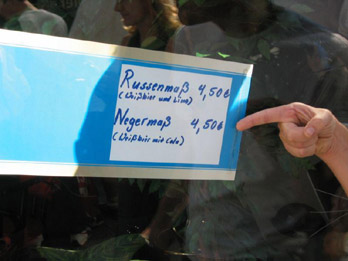 Russenmaß 4,50€
(Weißbier und Limo)
Negermaß 4,50€
(Weißbier mit Cola)